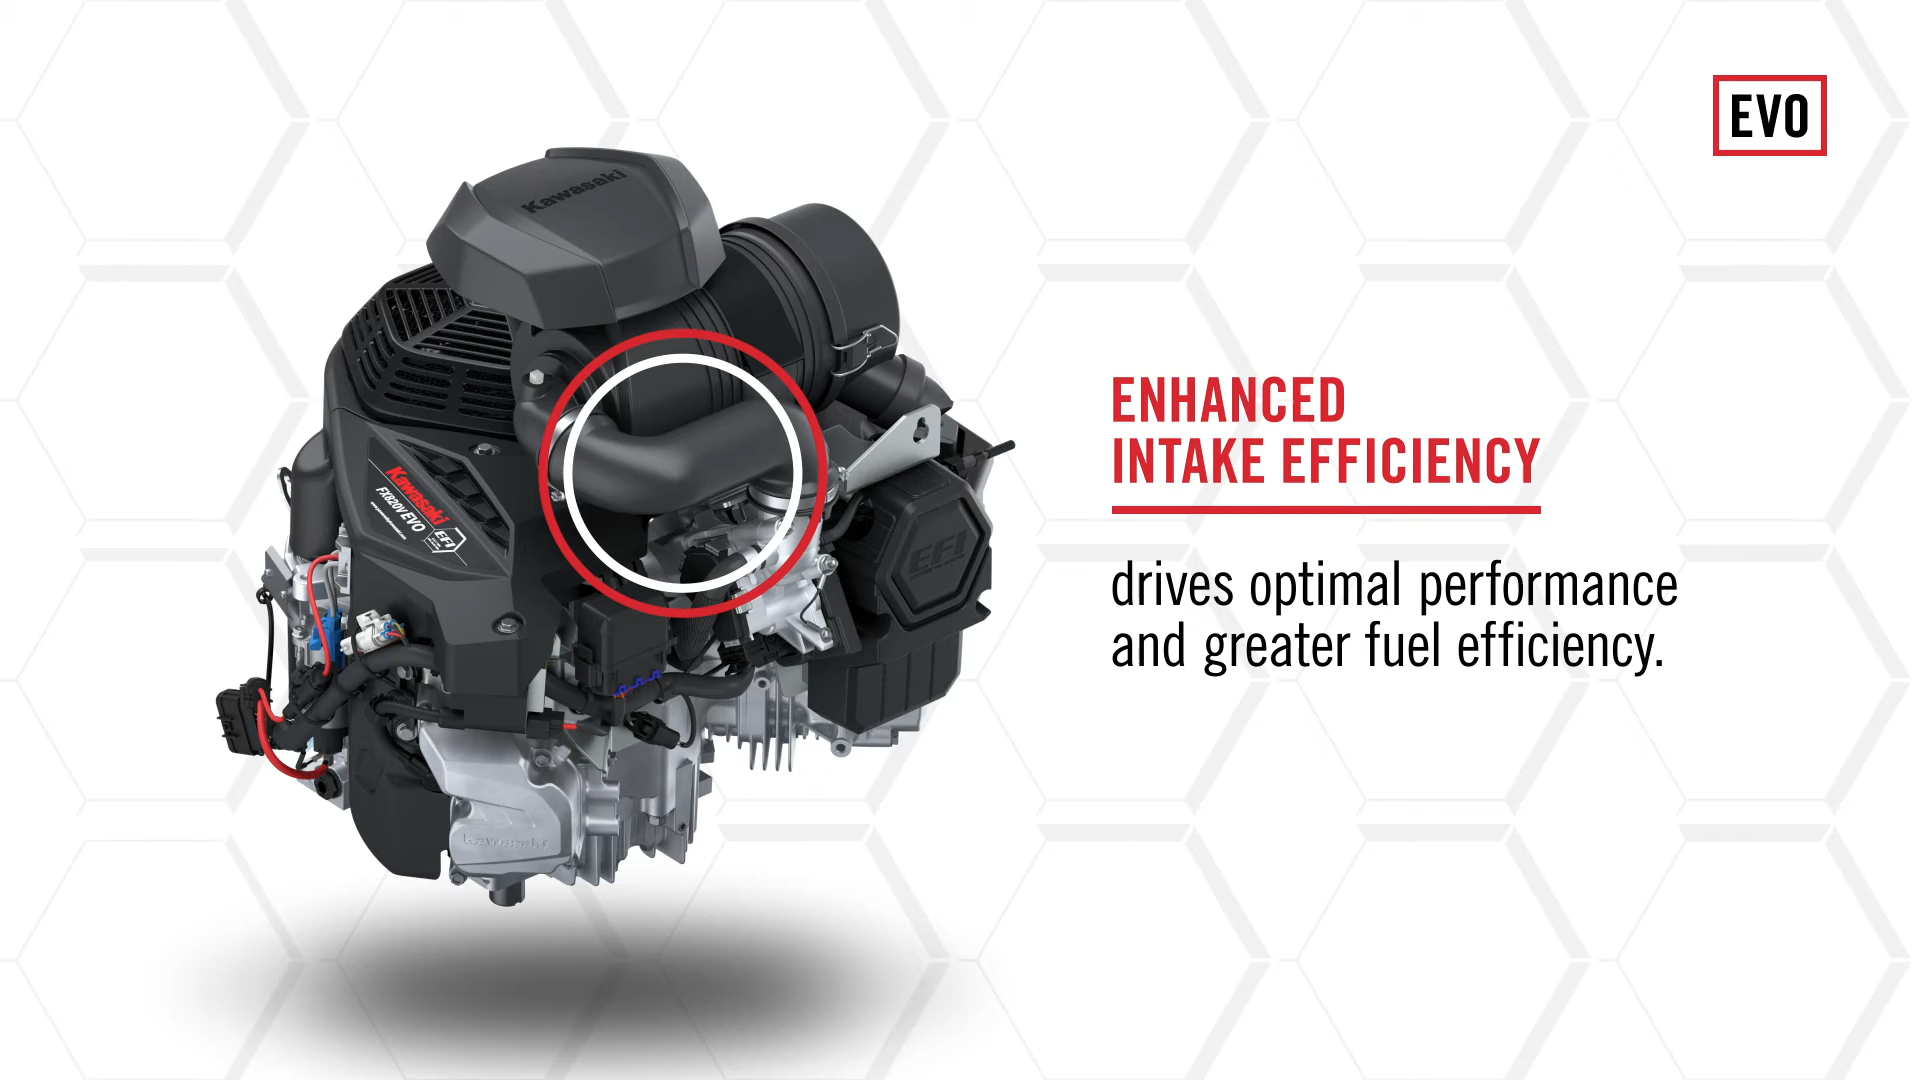 EVO
Kawasaki
ENHANCED
INTAKE EFFICIENCY
drives optimal performance
and greater fuel efficiency.
Kawasaki
FX820V EVO
EFI
EFI
Kawasaki